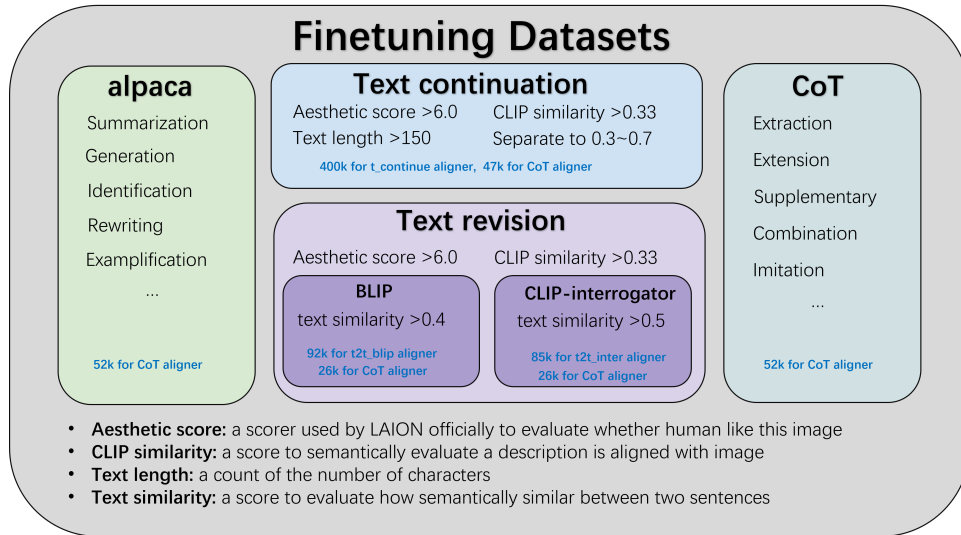 Finetuning Datasets
alpaca
Summarization
Generation
Identification
Rewriting
Examplification
...
52k for CoT aligner
Text continuation
Aesthetic score >6.0 CLIP similarity >0.33
Text length >150 Separate to 0.3~0.7
400k for t_continue aligner, 47k for CoT aligner
Text revision
Aesthetic score >6.0 CLIP similarity >0.33
BLIP
text similarity >0.4
92k for t2t_blip aligner
26k for CoT aligner
CLIP-interrogator
text similarity >0.5
85k for t2t_inter aligner
26k for CoT aligner
CoT
Extraction
Extension
Supplementary
Combination
Imitation
...
52k for CoT aligner
• Aesthetic score: a scorer used by LAION officially to evaluate whether human like this image
• CLIP similarity: a score to semantically evaluate a description is aligned with image
• Text length: a count of the number of characters
• Text similarity: a score to evaluate how semantically similar between two sentences